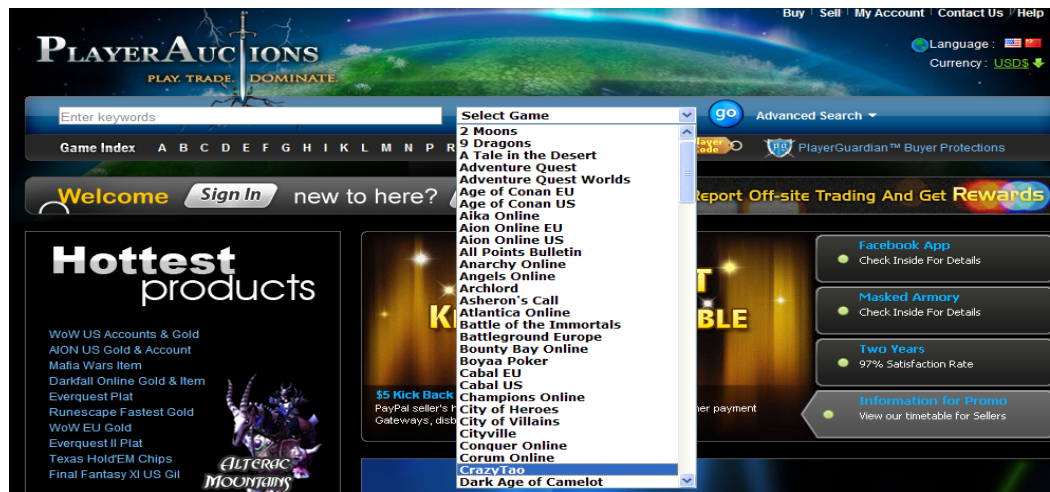 Buy Sell My Account Contact Us / Help
PLAYERAUCTIONS
PLAY. TRADE. DOMINATE.
Language :
Currency : USD$
Enter keywords
Select Game
go
Advanced Search
Game Index A B C D E F G H I K L M N P R
Code
PlayerGuardian™ Buyer Protections
Welcome Sign In new to here?
Report Off-site Trading And Get Rewards
2 Moons
9 Dragons
A Tale in the Desert
Adventure Quest
Adventure Quest Worlds
Age of Conan EU
Age of Conan US
Aika Online
Aion Online EU
Aion Online US
All Points Bulletin
Anarchy Online
Angels Online
Archlord
Asheron's Call
Atlantica Online
Battle of the Immortals
Battleground Europe
Bounty Bay Online
Boyaa Poker
Cabal EU
Cabal US
Champions Online
City of Heroes
City of Villains
Cityville
Conquer Online
Corum Online
CrazyTao
Dark Age of Camelot
Hottest
products
WoW US Accounts & Gold
AION US Gold & Account
Mafia Wars Item
Darkfall Online Gold & Item
Everquest Plat
Runescape Fastest Gold
WoW EU Gold
Everquest II Plat
Texas Hold'EM Chips
Final Fantasy XI US Gil
ALTERAC
MOUNTAINS
$5 Kick Back
PayPal seller's
payment
Gateways,
Facebook App
Check Inside For Details
Masked Armory
Check Inside For Details
Two Years
97% Satisfaction Rate
Information for Promo
View our timetable for Sellers